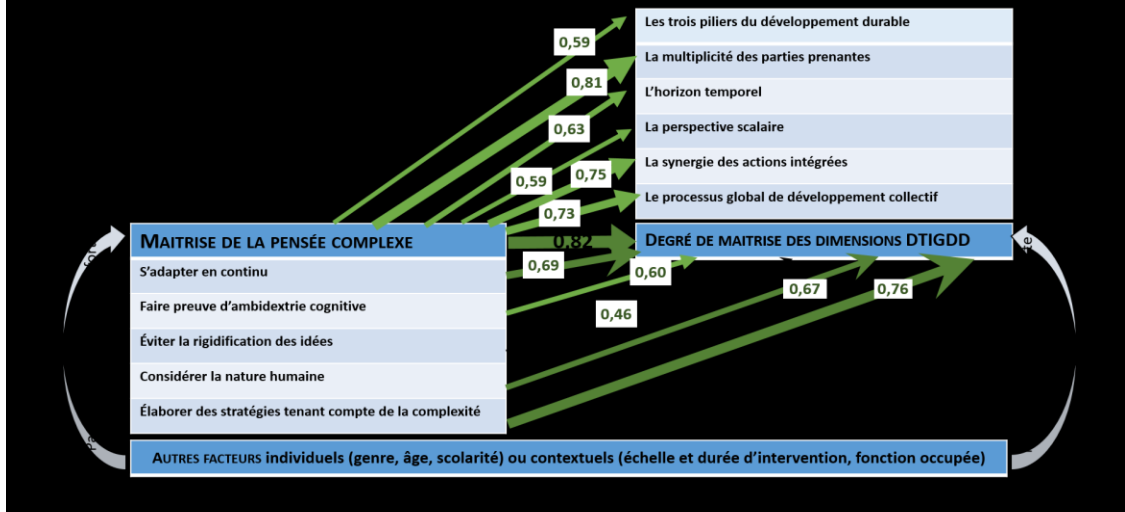 Les trois piliers du développement durable
0,59
La multiplicité des parties prenantes
0,81
L'horizon temporel
0,63
La perspective scalaire
La synergie des actions intégrées
0,75
0,59
Le processus global de développement collectif
0,73
MAITRISE DE LA PENSÉE COMPLEXE
0,82
DEGRÉ DE MAITRISE DES DIMENSIONS DTIGDD
S'adapter en continu
0,69
0,60
0,67
0,76
Faire preuve d'ambidextrie cognitive
0,46
Éviter la rigidification des idées
Considérer la nature humaine
Élaborer des stratégies tenant compte de la complexité
AUTRES FACTEURS individuels (genre, âge, scolarité) ou contextuels (échelle et durée d'intervention, fonction occupée)